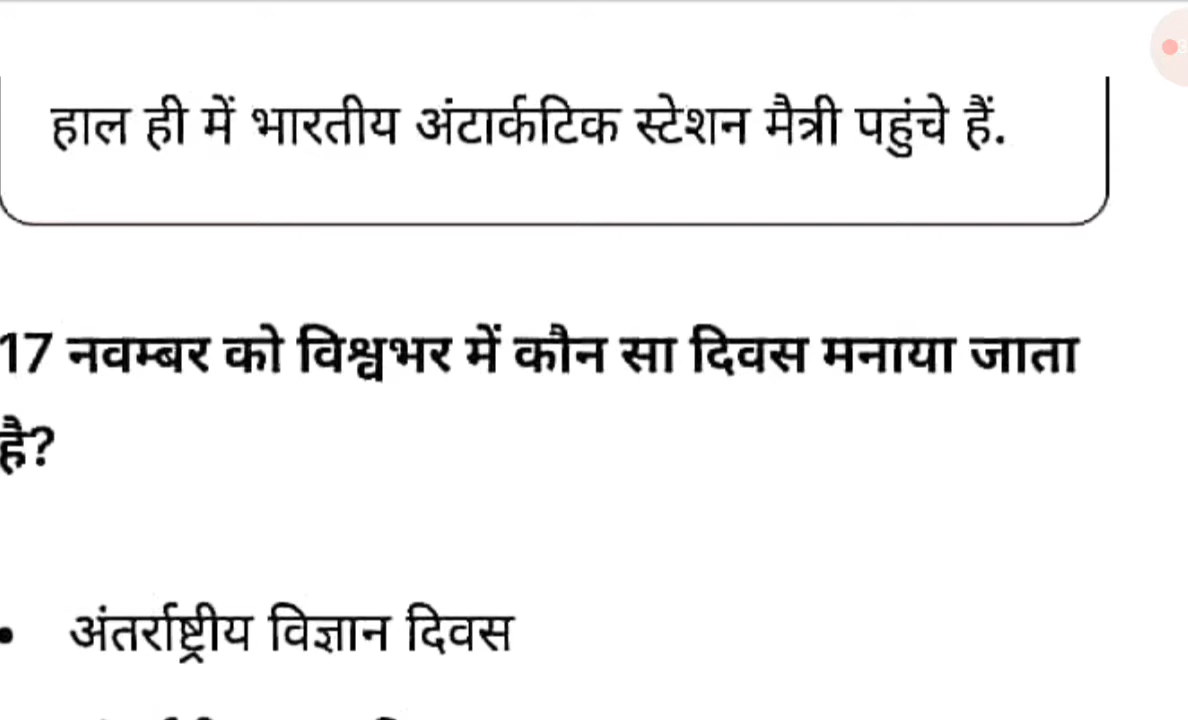 हाल ही में भारतीय अंटार्कटिक स्टेशन मैत्री पहुंचे हैं.
17 नवम्बर को विश्वभर में कौन सा दिवस मनाया जाता
है?
• अंतर्राष्ट्रीय विज्ञान दिवस